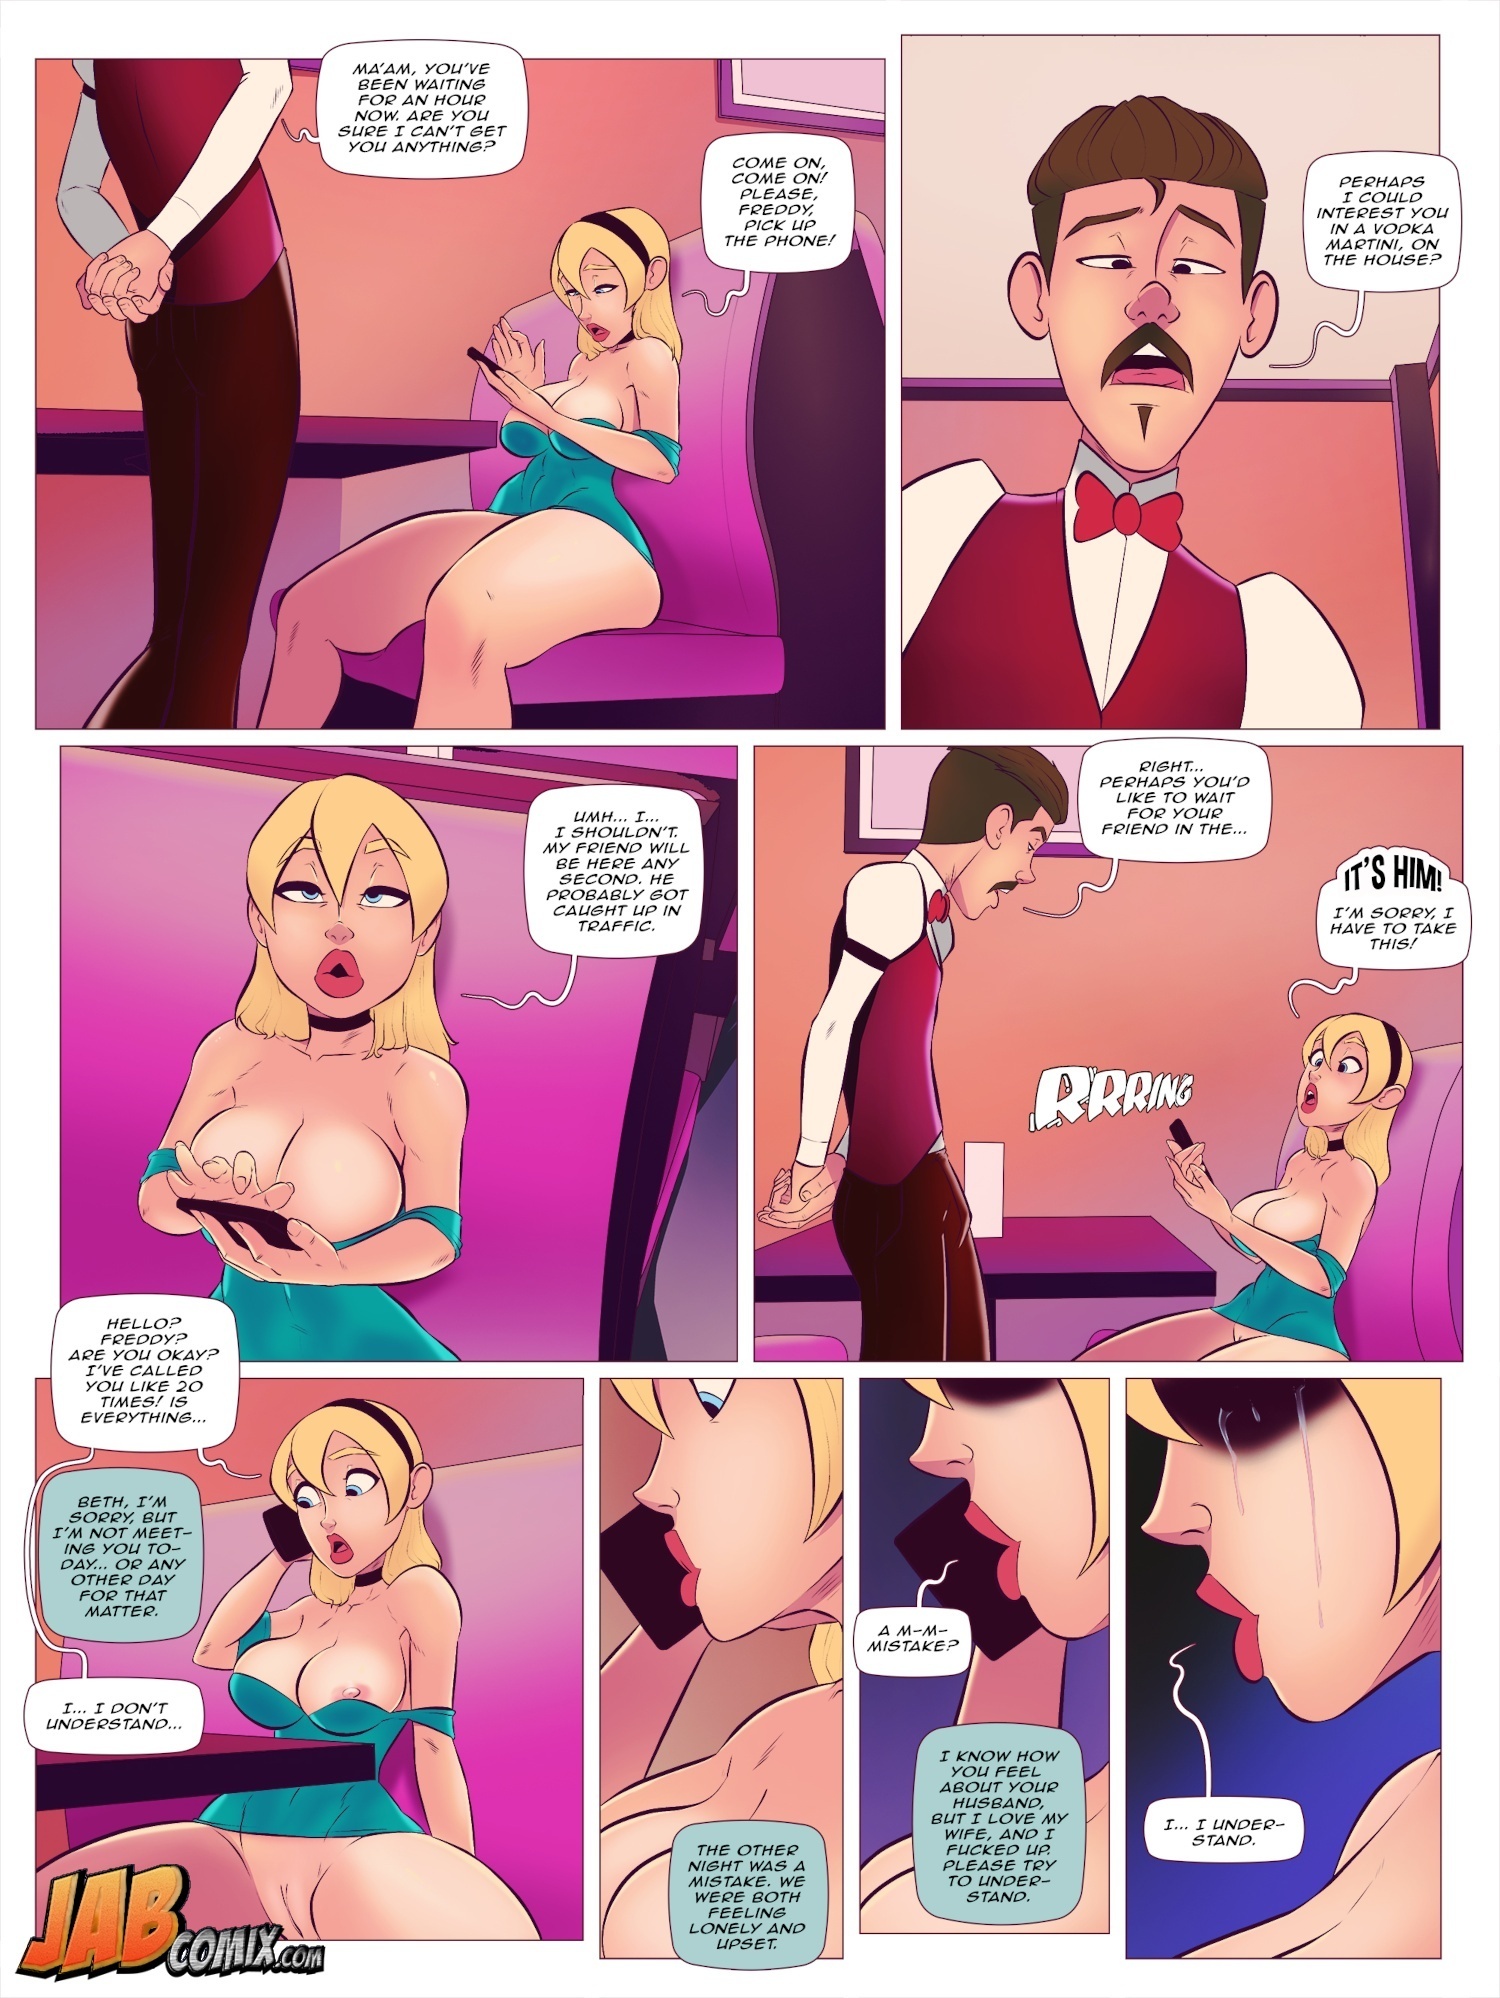 MA'AM, YOU'VE
BEEN WAITING
FOR AN HOUR
NOW. ARE YOU
SURE I CAN'T GET
YOU ANYTHING?
COME ON,
COME ON!
PLEASE,
FREDDY,
PICK UP
THE PHONE!
PERHAPS
I COULD
INTEREST YOU
IN A VODKA
MARTINI, ON
THE HOUSE?
UMH... I...
I SHOULDN'T.
MY FRIEND WILL
BE HERE ANY
SECOND. HE
PROBABLY GOT
CAUGHT UP IN
TRAFFIC.
RIGHT...
PERHAPS YOU'D
LIKE TO WAIT
FOR YOUR
FRIEND IN THE...
RRRRING
IT'S HIM!
I'M SORRY, I
HAVE TO TAKE
THIS!
HELLO?
FREDDY?
ARE YOU OKAY?
I'VE CALLED
YOU LIKE 20
TIMES! IS
EVERYTHING...
BETH, I'M
SORRY, BUT
I'M NOT MEET-
ING YOU TO-
DAY... OR ANY
OTHER DAY
FOR THAT
MATTER.
I... I DON'T
UNDERSTAND...
THE OTHER
NIGHT WAS A
MISTAKE. WE
WERE BOTH
FEELING
LONELY AND
UPSET.
A M-M-
MISTAKE?
I KNOW HOW
YOU FEEL
ABOUT YOUR
HUSBAND,
BUT I LOVE MY
WIFE, AND I
FUCKED UP.
PLEASE TRY
TO UNDER-
STAND.
I... I UNDER-
STAND.
JAB
COMIX.com